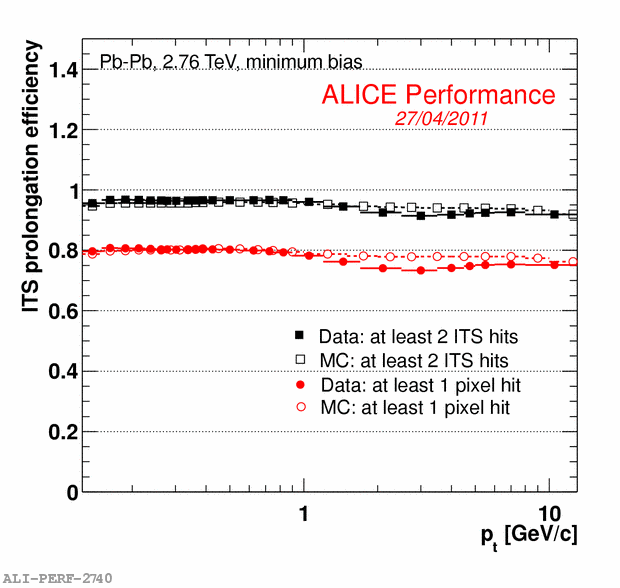 Pb-Pb, 2.76 TeV, minimum bias
ALICE Performance
27/04/2011
ITS prolongation efficiency
1.4
1.2
1
0.8
0.6
0.4
0.2
0
Data: at least 2 ITS hits
MC: at least 2 ITS hits
Data: at least 1 pixel hit
MC: at least 1 pixel hit
1
10
pt [GeV/c]
ALI-PERF-2740